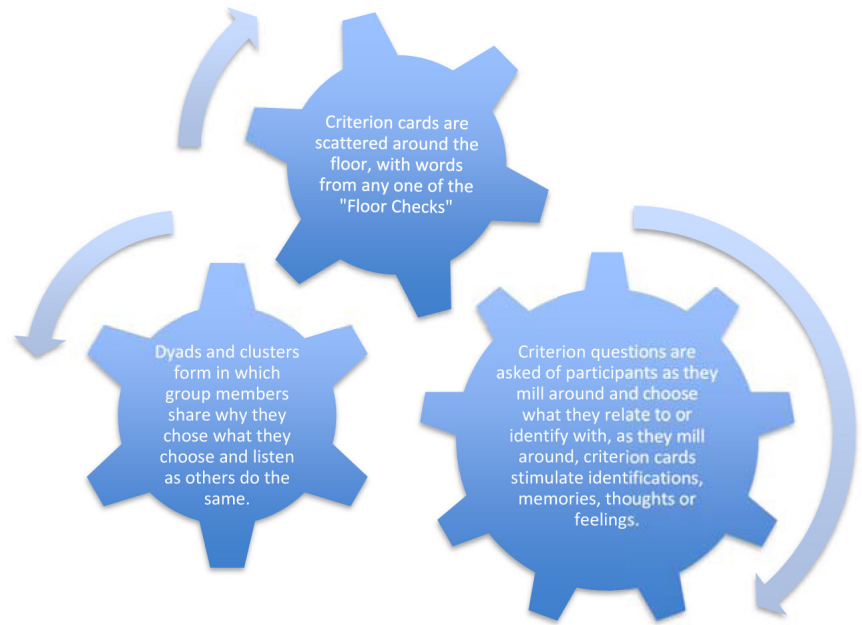 Criterion cards are
scattered around the
floor, with words
from any one of the
"Floor Checks"
Dyads and clusters
form in which
group members
share why they
chose what they
choose and listen
as others do the
same.
Criterion questions are
asked of participants as they
mill around and choose
what they relate to or
identify with, as they mill
around, criterion cards
stimulate identifications,
memories, thoughts or
feelings.